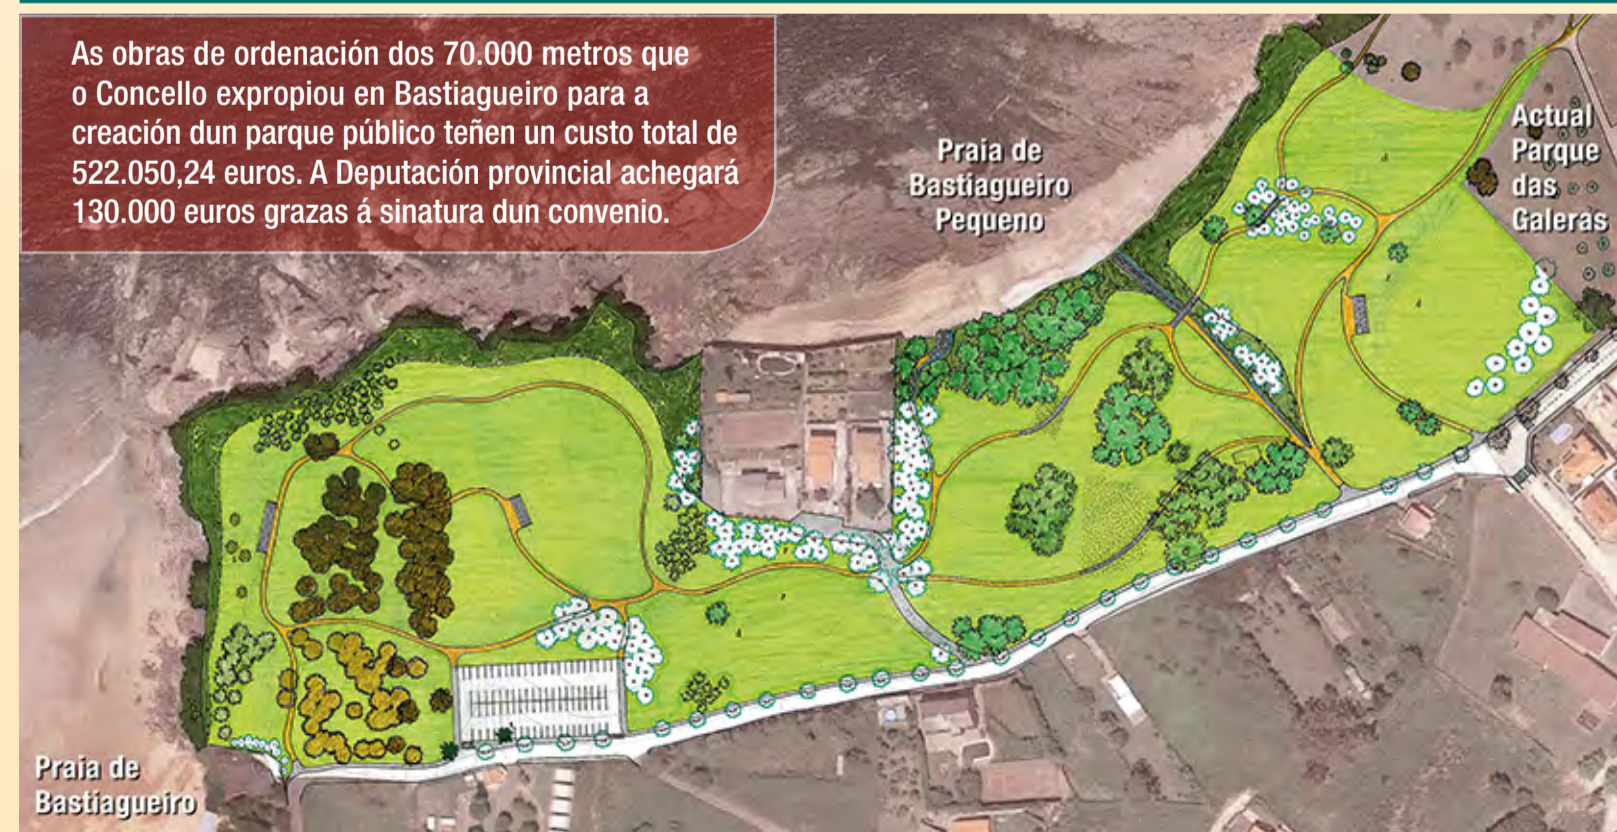 As obras de ordenación dos 70.000 metros que
o Concello expropiou en Bastiagueiro para a
creación dun parque público teñen un custo total de
522.050,24 euros. A Deputación provincial achegará
130.000 euros grazas á sinatura dun convenio.
Praia de
Bastiagueiro
Pequeno
Actual
Parque
das
Galeras
Praia de
Bastiagueiro